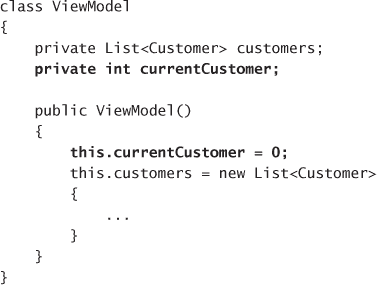 class ViewModel
{
    private List<Customer> customers;
    private int currentCustomer;
    public ViewModel()
    {
        this.currentCustomer = 0;
        this.customers = new List<Customer>
        {
            ...
        }
    }
}